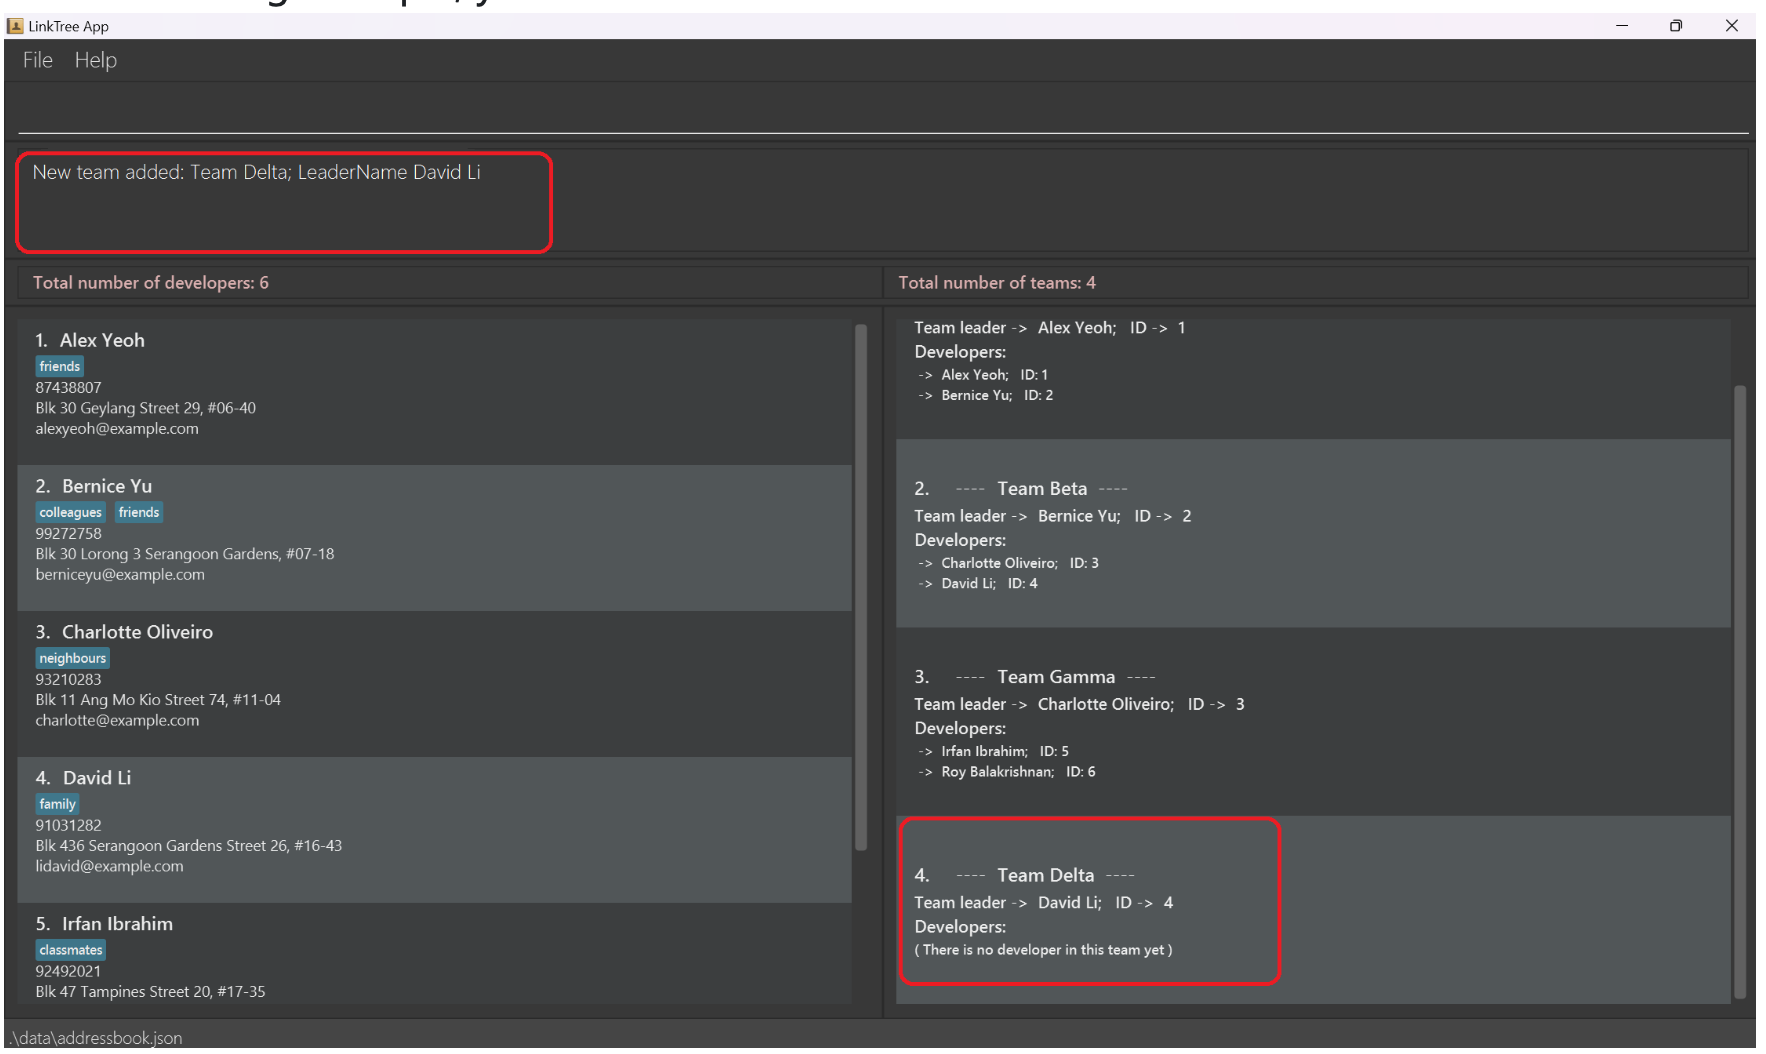 LinkTree App
File Help
New team added: Team Delta; LeaderName David Li
Total number of developers: 6
Total number of teams: 4
1. Alex Yeoh
friends
87438807
Blk 30 Geylang Street 29, #06-40
alexyeoh@example.com
2. Bernice Yu
colleagues friends
99272758
Blk 30 Lorong 3 Serangoon Gardens, #07-18
berniceyu@example.com
3. Charlotte Oliveiro
neighbours
93210283
Blk 11 Ang Mo Kio Street 74, #11-04
charlotte@example.com
4. David Li
family
91031282
Blk 436 Serangoon Gardens Street 26, #16-43
lidavid@example.com
5. Irfan Ibrahim
classmates
92492021
Blk 47 Tampines Street 20, #17-35
Team leader -> Alex Yeoh; ID -> 1
Developers:
-> Alex Yeoh; ID: 1
-> Bernice Yu; ID: 2
2. ---- Team Beta ----
Team leader -> Bernice Yu; ID -> 2
Developers:
-> Charlotte Oliveiro; ID: 3
-> David Li; ID: 4
3. ---- Team Gamma ----
Team leader -> Charlotte Oliveiro; ID -> 3
Developers:
-> Irfan Ibrahim; ID: 5
-> Roy Balakrishnan; ID: 6
4. ---- Team Delta ----
Team leader -> David Li; ID -> 4
Developers:
( There is no developer in this team yet )
.\data\addressbook.json